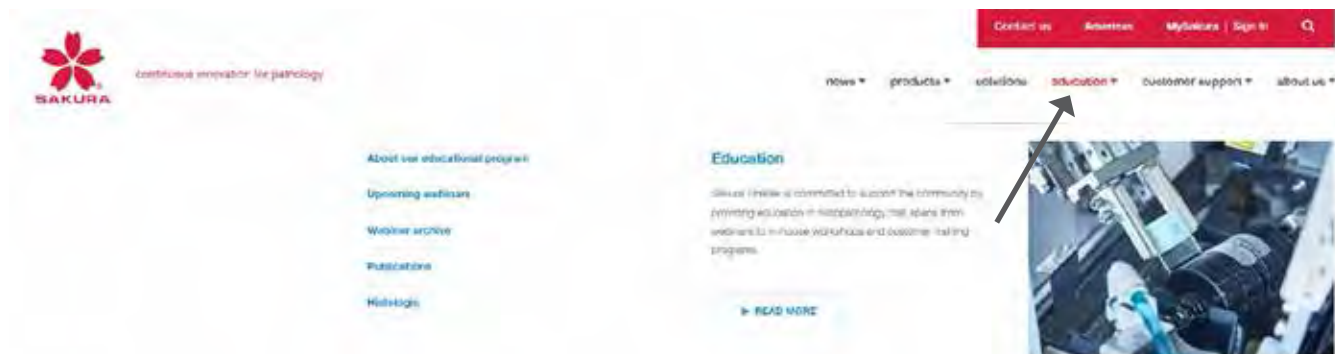 Contact us Americas MySakura | Sign in
SAKURA
continuous innovation for pathology
news products solutions education customer support about us
About our educational program
Upcoming webinars
Webinar archive
Publications
Histologic
Education
Sakura Finetek is committed to support the community by
providing education in histopathology that spans from
webinars to in-house workshops and customer training
programs.
READ MORE